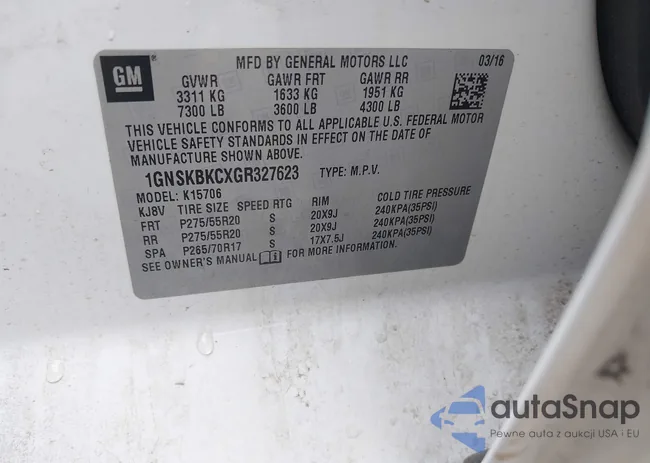 GM
MFD BY GENERAL MOTORS LLC 03/16
GVWR GAWR FRT GAWR RR
3311 KG 1633 KG 1951 KG
7300 LB 3600 LB 4300 LB
THIS VEHICLE CONFORMS TO ALL APPLICABLE U.S. FEDERAL MOTOR
VEHICLE SAFETY STANDARDS IN EFFECT ON THE DATE OF
MANUFACTURE SHOWN ABOVE.
1GNSKBKCXGR327623 TYPE: M.P.V.
MODEL: K15706
KJ8V TIRE SIZE SPEED RTG RIM COLD TIRE PRESSURE
FRT P275/55R20 S 20X9J 240KPA(35PSI)
RR P275/55R20 S 20X9J 240KPA(35PSI)
SPA P265/70R17 S 17X7.5J 240KPA(35PSI)
SEE OWNER'S MANUAL FOR MORE INFORMATION.
autaSnap
Pewne auta z aukcji USA i EU